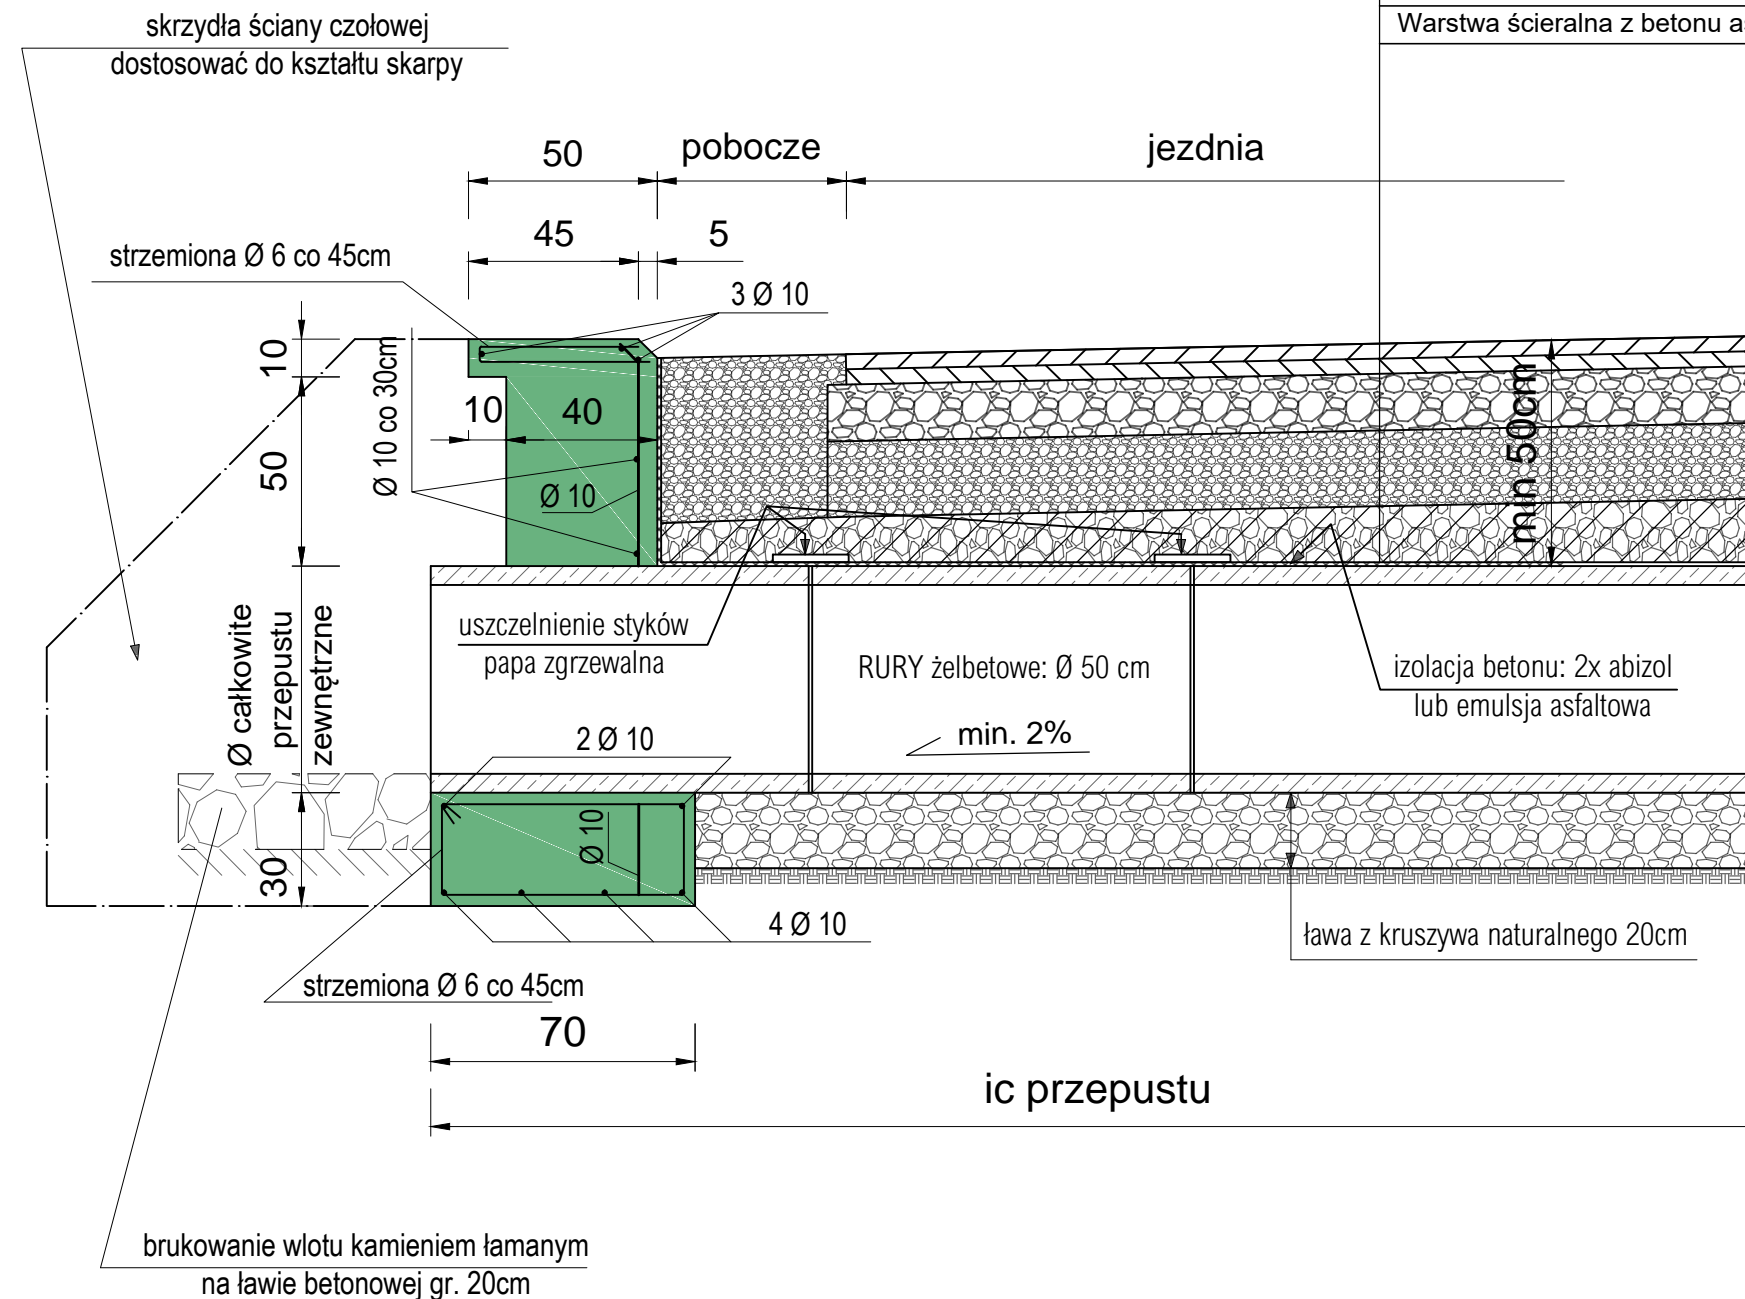 skrzydła ściany czołowej
dostosować do kształtu skarpy
Warstwa ścieralna z betonu
50
pobocze
jezdnia
45
5
strzemiona Ø 6 co 45cm
3 Ø 10
10
Ø 10 co 30cm
10
40
50
Ø 10
min 50cm
Ø całkowite
przepustu
zewnętrzne
uszczelnienie styków
papa zgrzewalna
RURY żelbetowe: Ø 50 cm
izolacja betonu: 2x abizol
lub emulsja asfaltowa
2 Ø 10
min. 2%
Ø 10
30
4 Ø 10
ława z kruszywa naturalnego 20cm
strzemiona Ø 6 co 45cm
70
ic przepustu
brukowanie wlotu kamieniem łamanym
na ławie betonowej gr. 20cm